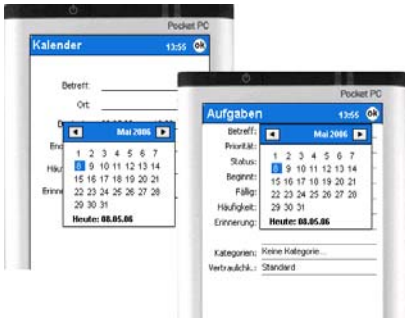 Pocket PC
Kalender 13:55 ok
Betreff:
Ort:
Mai 2006
1 2 3 4 5 6 7
8 9 10 11 12 13 14
15 16 17 18 19 20 21
22 23 24 25 26 27 28
29 30 31
Heute: 08.05.06
Pocket PC
Aufgaben 13:55 ok
Betreff:
Priorität:
Status:
Beginnt:
Fällig:
Häufigkeit:
Erinnerung:
Mai 2006
1 2 3 4 5 6 7
8 9 10 11 12 13 14
15 16 17 18 19 20 21
22 23 24 25 26 27 28
29 30 31
Heute: 08.05.06
Kategorien: Keine Kategorie...
Vertraulichk.: Standard